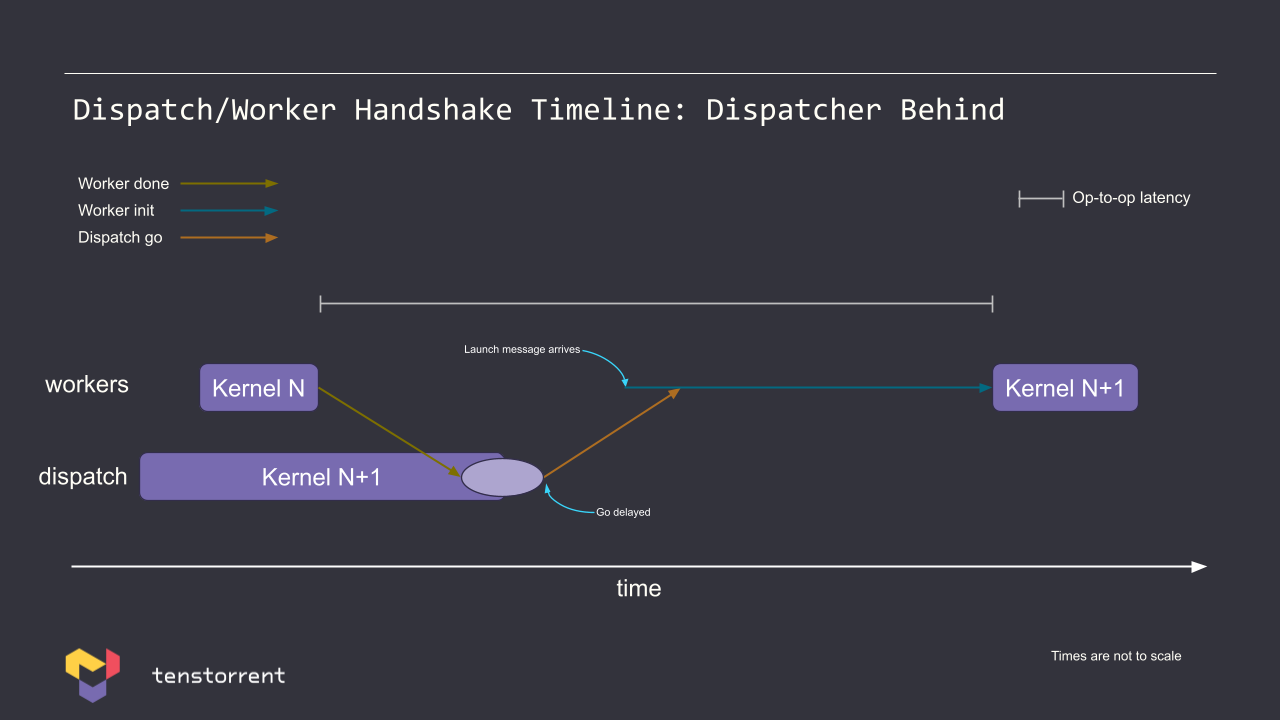 Dispatch/Worker Handshake Timeline: Dispatcher Behind
Worker done
Worker init
Dispatch go
Op-to-op latency
Launch message arrives
workers
Kernel N
Kernel N+1
dispatch
Kernel N+1
Go delayed
time
Times are not to scale
tenstorrent